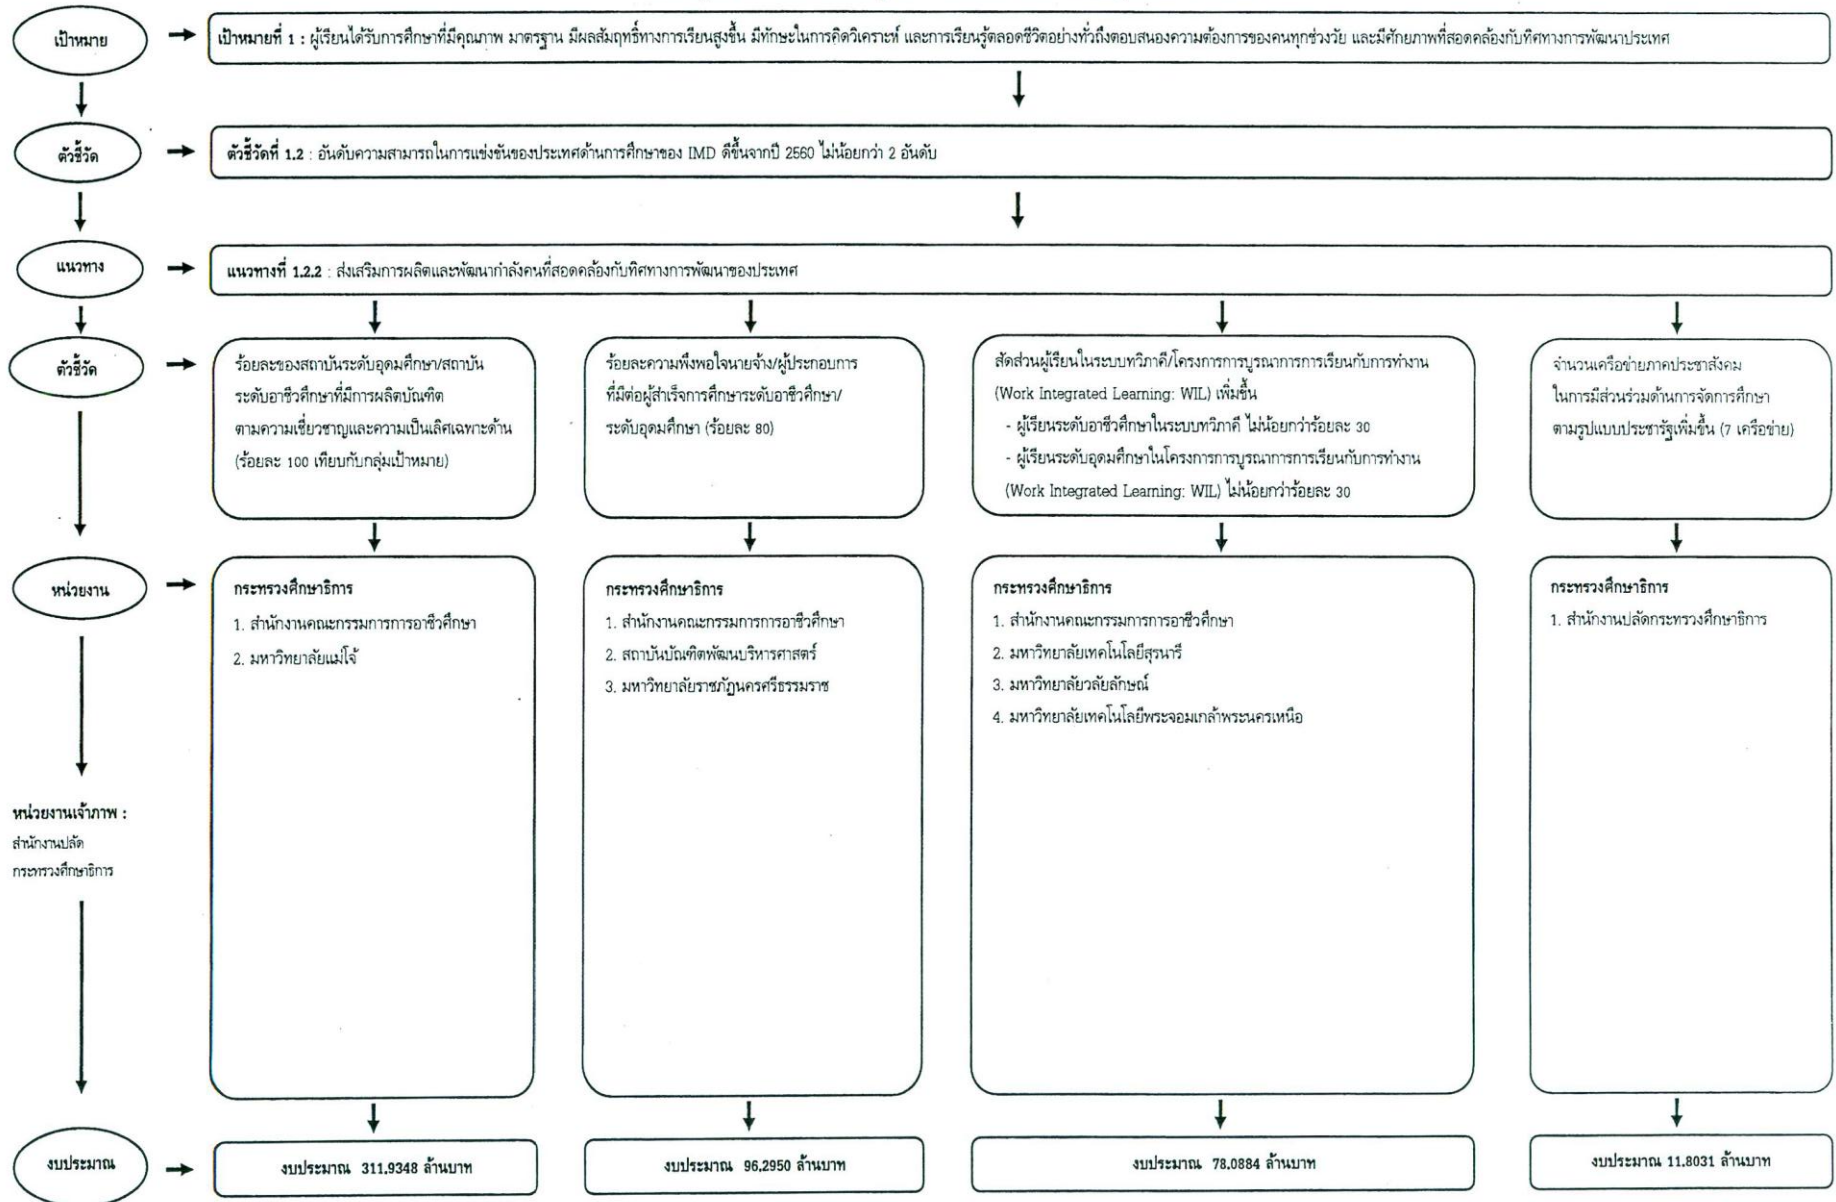 เป้าหมาย
เป้าหมายที่ 1 : ผู้เรียนได้รับการศึกษาที่มีคุณภาพ มาตรฐาน มีผลสัมฤทธิ์ทางการเรียนสูงขึ้น มีทักษะในการคิดวิเคราะห์ และการเรียนรู้ตลอดชีวิตอย่างทั่วถึงตอบสนองความต้องการของคนทุกช่วงวัย และมีศักยภาพที่สอดคล้องกับทิศทางการพัฒนาประเทศ
ตัวชี้วัด
ตัวชี้วัดที่ 1.2 : อันดับความสามารถในการแข่งขันของประเทศด้านการศึกษาของ IMD ดีขึ้นจากปี 2560 ไม่น้อยกว่า 2 อันดับ
แนวทาง
แนวทางที่ 1.2.2 : ส่งเสริมการผลิตและพัฒนากำลังคนที่สอดคล้องกับทิศทางการพัฒนาของประเทศ
ตัวชี้วัด
ร้อยละของสถาบันระดับอุดมศึกษา/สถาบัน
ระดับอาชีวศึกษาที่มีการผลิตบัณฑิต
ตามความเชี่ยวชาญและความเป็นเลิศเฉพาะด้าน
(ร้อยละ 100 เทียบกับกลุ่มเป้าหมาย)
ร้อยละความพึงพอใจนายจ้าง/ผู้ประกอบการ
ที่มีต่อผู้สำเร็จการศึกษาระดับอาชีวศึกษา/
ระดับอุดมศึกษา (ร้อยละ 80)
สัดส่วนผู้เรียนในระบบทวิภาคี/โครงการการบูรณาการการเรียนกับการทำงาน
(Work Integrated Learning: WIL) เพิ่มขึ้น
- ผู้เรียนระดับอาชีวศึกษาในระบบทวิภาคี ไม่น้อยกว่าร้อยละ 30
- ผู้เรียนระดับอุดมศึกษาในโครงการการบูรณาการการเรียนกับการทำงาน
(Work Integrated Learning: WIL) ไม่น้อยกว่าร้อยละ 30
จำนวนเครือข่ายภาคประชาสังคม
ในการมีส่วนร่วมด้านการจัดการศึกษา
ตามรูปแบบประชารัฐเพิ่มขึ้น (7 เครือข่าย)
หน่วยงาน
กระทรวงศึกษาธิการ
1. สำนักงานคณะกรรมการการอาชีวศึกษา
2. มหาวิทยาลัยแม่โจ้
กระทรวงศึกษาธิการ
1. สำนักงานคณะกรรมการการอาชีวศึกษา
2. สถาบันบัณฑิตพัฒนบริหารศาสตร์
3. มหาวิทยาลัยราชภัฏนครศรีธรรมราช
กระทรวงศึกษาธิการ
1. สำนักงานคณะกรรมการการอาชีวศึกษา
2. มหาวิทยาลัยเทคโนโลยีสุรนารี
3. มหาวิทยาลัยวลัยลักษณ์
4. มหาวิทยาลัยเทคโนโลยีพระจอมเกล้าพระนครเหนือ
กระทรวงศึกษาธิการ
1. สำนักงานปลัดกระทรวงศึกษาธิการ
หน่วยงานเจ้าภาพ :
สำนักงานปลัด
กระทรวงศึกษาธิการ
งบประมาณ
งบประมาณ 311.9348 ล้านบาท
งบประมาณ 96.2950 ล้านบาท
งบประมาณ 78.0884 ล้านบาท
งบประมาณ 11.8031 ล้านบาท